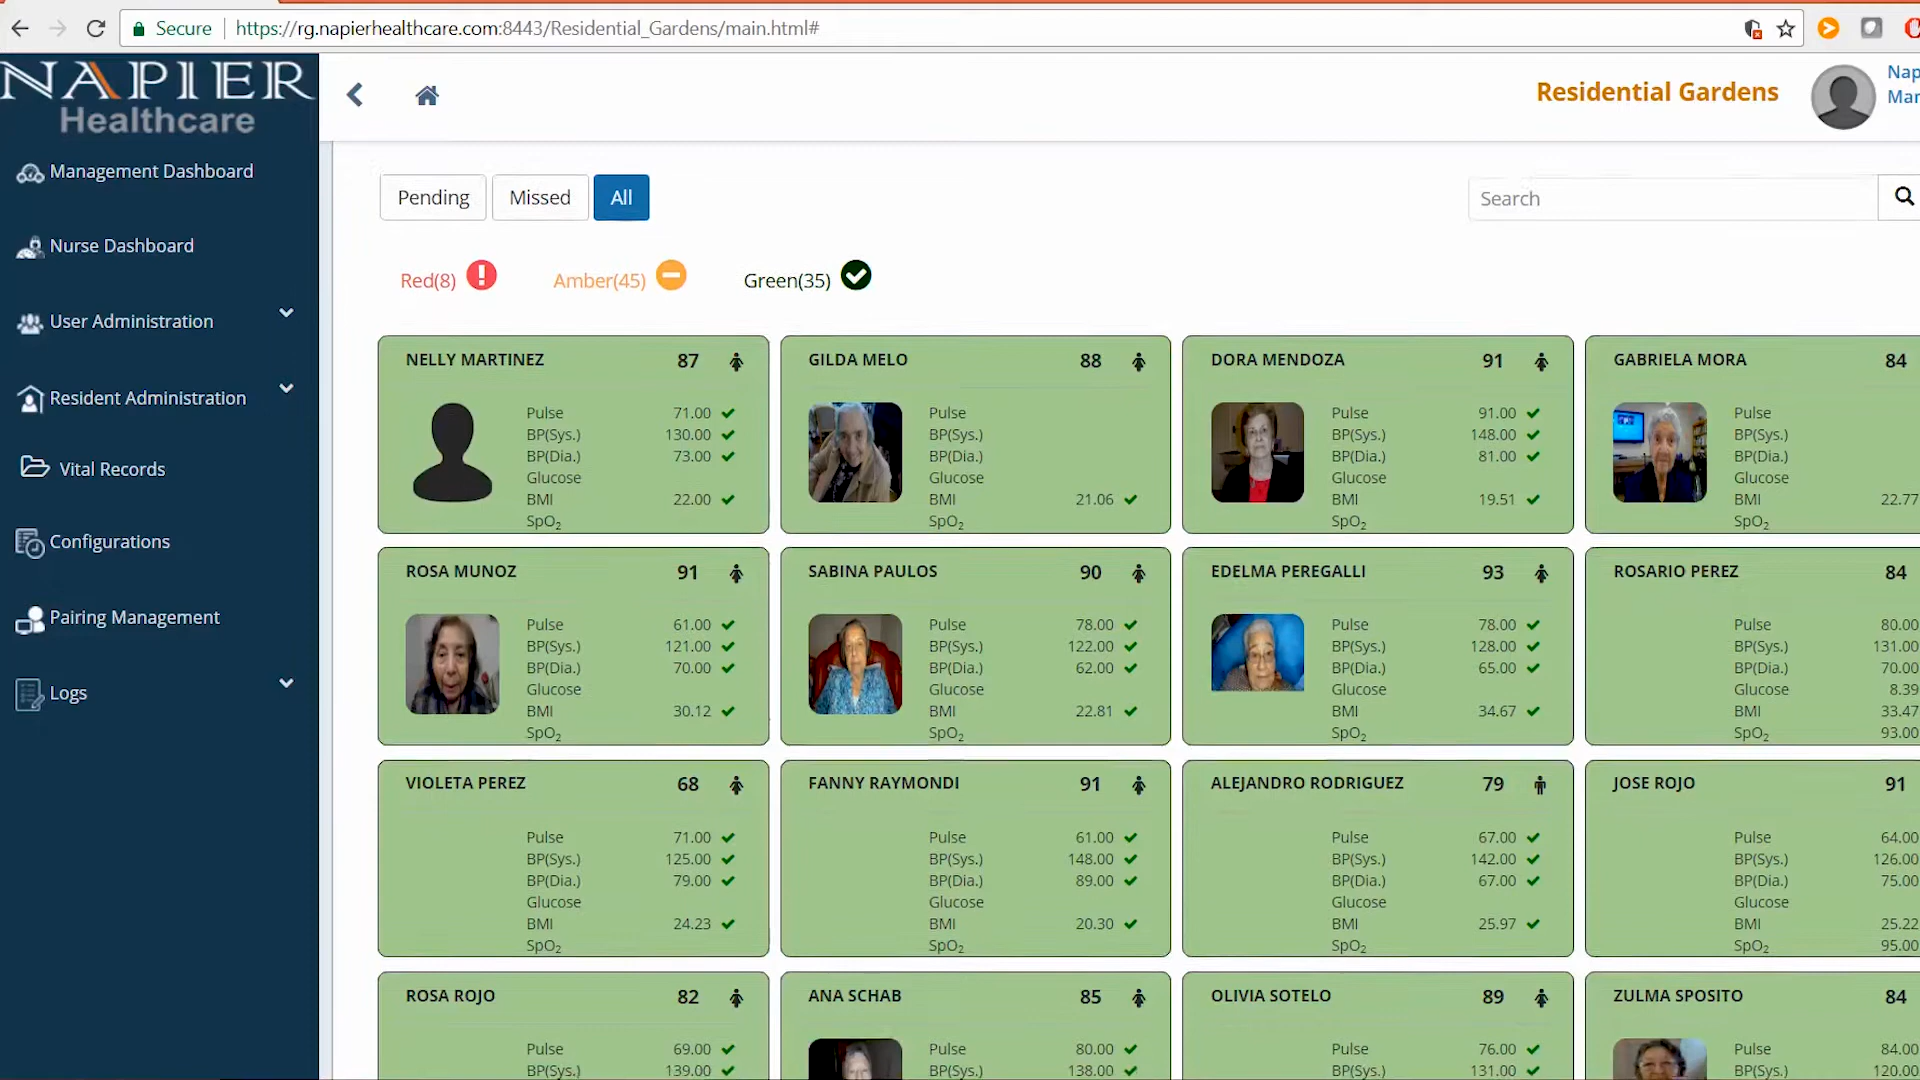 Secure https://rg.napierhealthcare.com:8443/Residential_Gardens/main.html#
NAPIER
Healthcare
Residential Gardens
Nap
Mar
Management Dashboard
Nurse Dashboard
User Administration
Resident Administration
Vital Records
Configurations
Pairing Management
Logs
Pending Missed All
Search
Red(8) Amber(45) Green(35)
NELLY MARTINEZ 87
Pulse 71.00
BP(Sys.) 130.00
BP(Dia.) 73.00
Glucose
BMI 22.00
SpO2
GILDA MELO 88
Pulse
BP(Sys.)
BP(Dia.)
Glucose
BMI 21.06
SpO2
DORA MENDOZA 91
Pulse 91.00
BP(Sys.) 148.00
BP(Dia.) 81.00
Glucose
BMI 19.51
SpO2
GABRIELA MORA 84
Pulse
BP(Sys.)
BP(Dia.)
Glucose
BMI 22.77
SpO2
ROSA MUNOZ 91
Pulse 61.00
BP(Sys.) 121.00
BP(Dia.) 70.00
Glucose
BMI 30.12
SpO2
SABINA PAULOS 90
Pulse 78.00
BP(Sys.) 122.00
BP(Dia.) 62.00
Glucose
BMI 22.81
SpO2
EDELMA PEREGALLI 93
Pulse 78.00
BP(Sys.) 128.00
BP(Dia.) 65.00
Glucose
BMI 34.67
SpO2
ROSARIO PEREZ 84
Pulse 80.00
BP(Sys.) 131.00
BP(Dia.) 70.00
Glucose 8.39
BMI 33.47
SpO2 93.00
VIOLETA PEREZ 68
Pulse 71.00
BP(Sys.) 125.00
BP(Dia.) 79.00
Glucose
BMI 24.23
SpO2
FANNY RAYMONDI 91
Pulse 61.00
BP(Sys.) 148.00
BP(Dia.) 89.00
Glucose
BMI 20.30
SpO2
ALEJANDRO RODRIGUEZ 79
Pulse 67.00
BP(Sys.) 142.00
BP(Dia.) 67.00
Glucose
BMI 25.97
SpO2
JOSE ROJO 91
Pulse 64.00
BP(Sys.) 126.00
BP(Dia.) 75.00
Glucose
BMI 25.22
SpO2 95.00
ROSA ROJO 82
Pulse 69.00
BP(Sys.) 139.00
ANA SCHAB 85
Pulse 80.00
BP(Sys.) 138.00
OLIVIA SOTELO 89
Pulse 76.00
BP(Sys.) 131.00
ZULMA SPOSITO 84
Pulse 84.00
BP(Sys.) 120.00